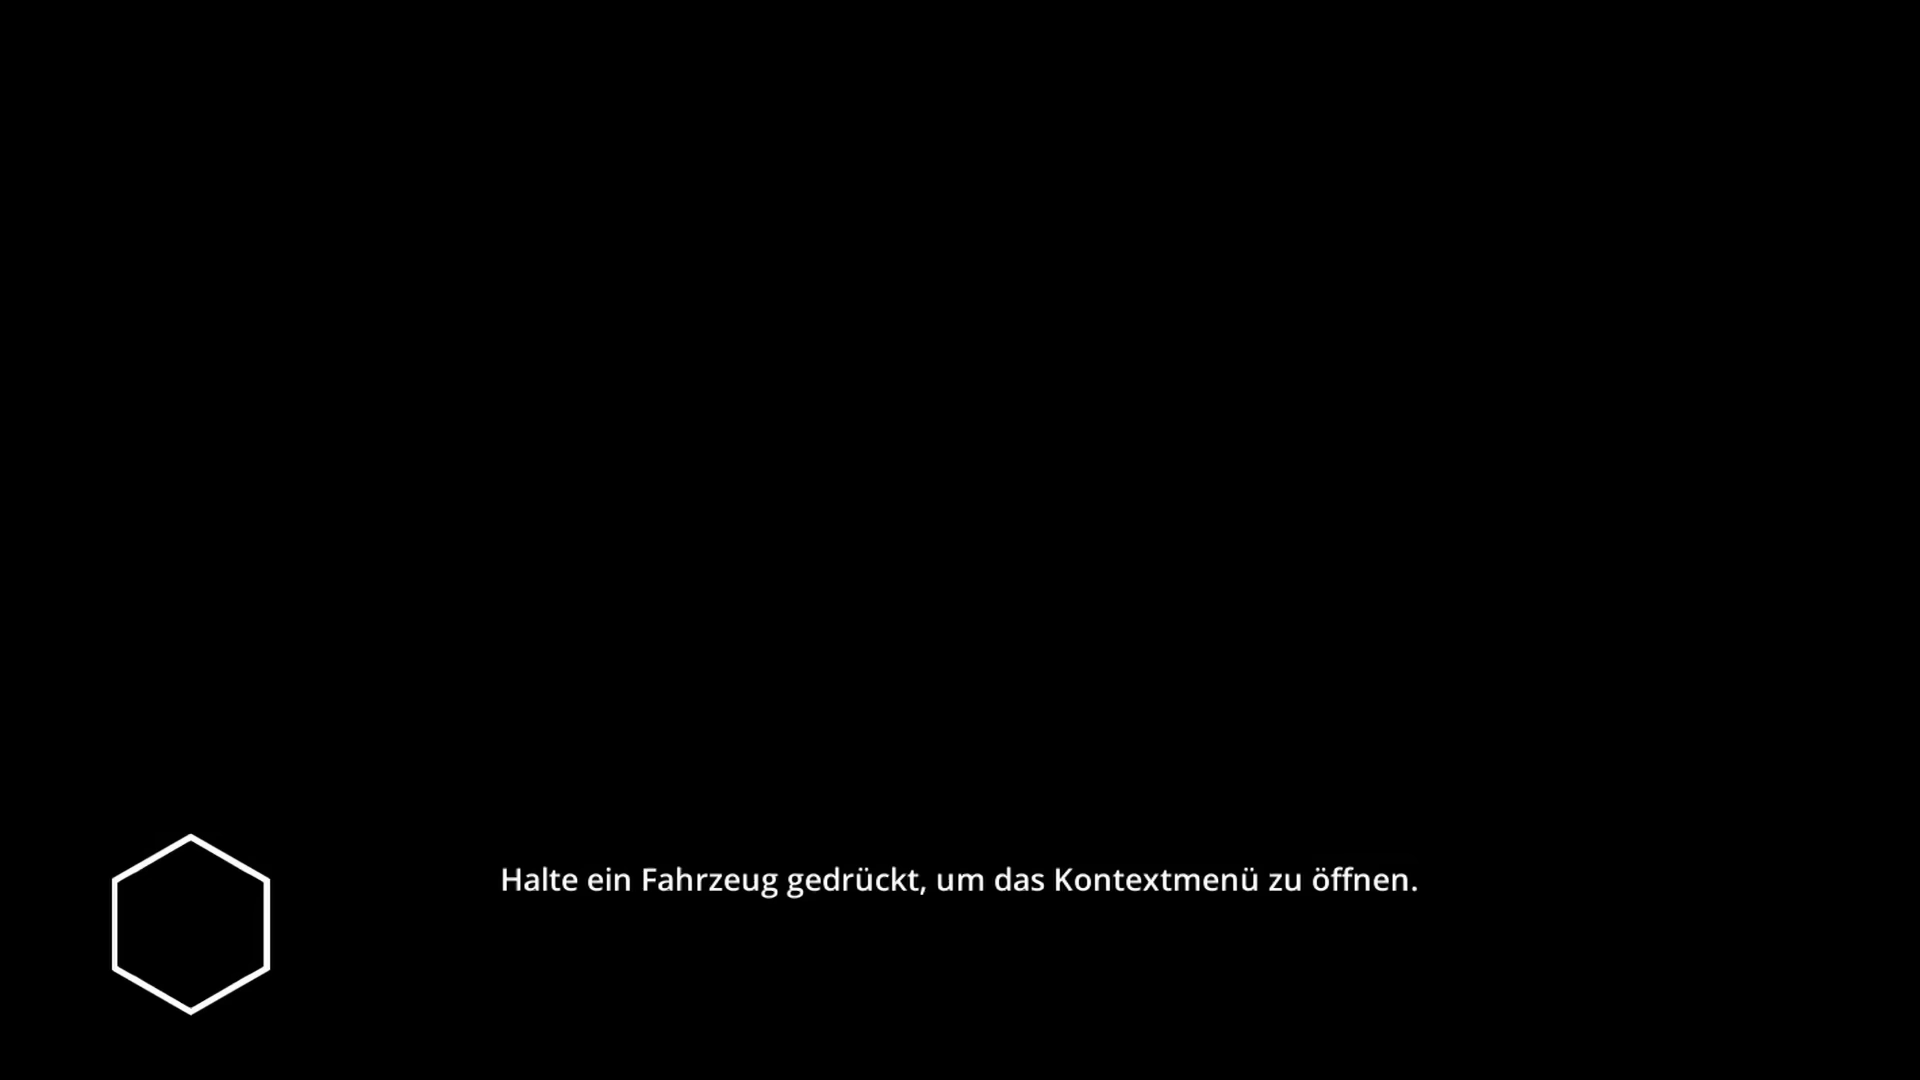 Halte ein Fahrzeug gedrückt, um das Kontextmenü zu öffnen.